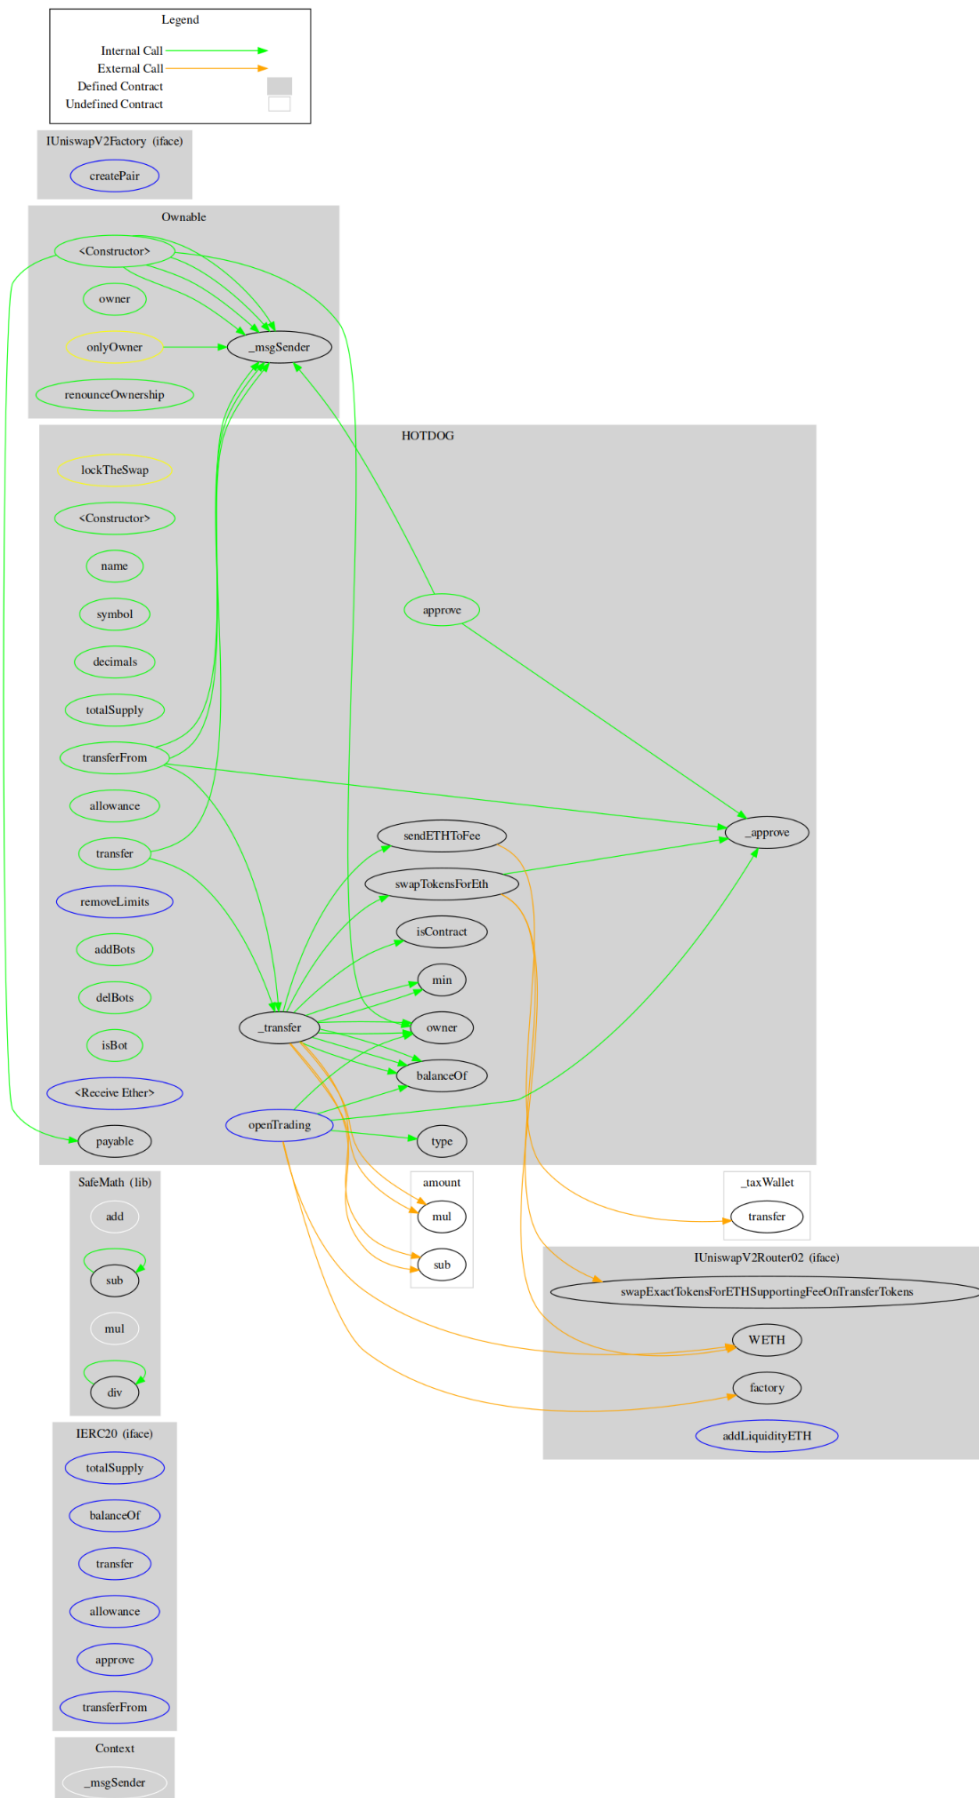 Legend
Internal Call
External Call
Defined Contract
Undefined Contract
IUniswapV2Factory (iface)
createPair
Ownable
<Constructor>
owner
onlyOwner
_msgSender
renounceOwnership
HOTDOG
lockTheSwap
<Constructor>
name
symbol
approve
decimals
totalSupply
transferFrom
allowance
sendETHToFee
_approve
transfer
swapTokensForEth
removeLimits
isContract
addBots
min
delBots
_transfer
owner
isBot
balanceOf
<Receive Ether>
openTrading
payable
type
SafeMath (lib)
add
sub
mul
div
amount
mul
sub
_taxWallet
transfer
IUniswapV2Router02 (iface)
swapExactTokensForETHSupportingFeeOnTransferTokens
WETH
factory
addLiquidityETH
IERC20 (iface)
totalSupply
balanceOf
transfer
allowance
approve
transferFrom
Context
_msgSender